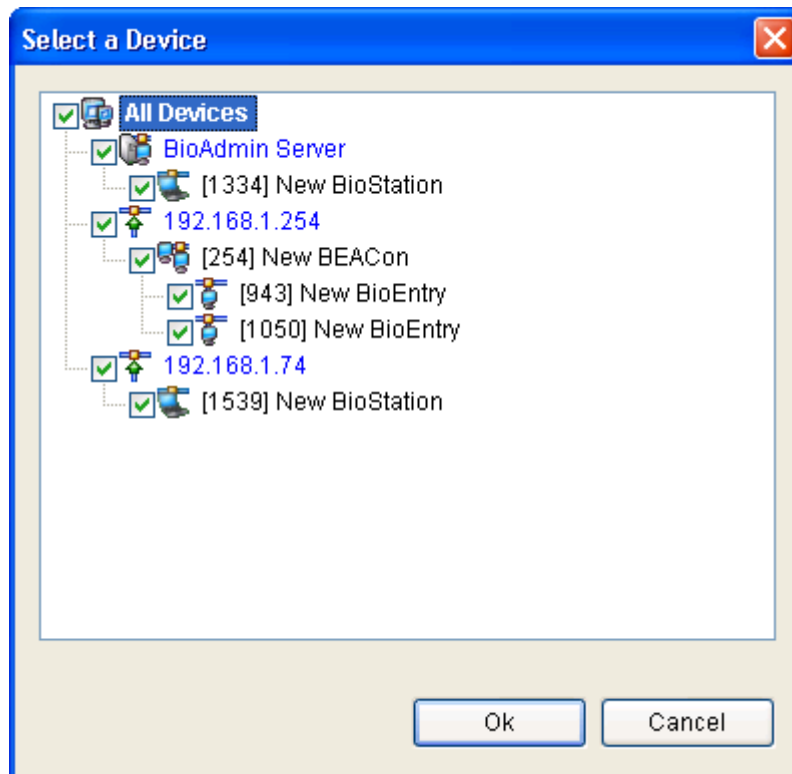 Select a Device
All Devices
BioAdmin Server
[1334] New BioStation
192.168.1.254
[254] New BEACon
[943] New BioEntry
[1050] New BioEntry
192.168.1.74
[1539] New BioStation
Ok Cancel